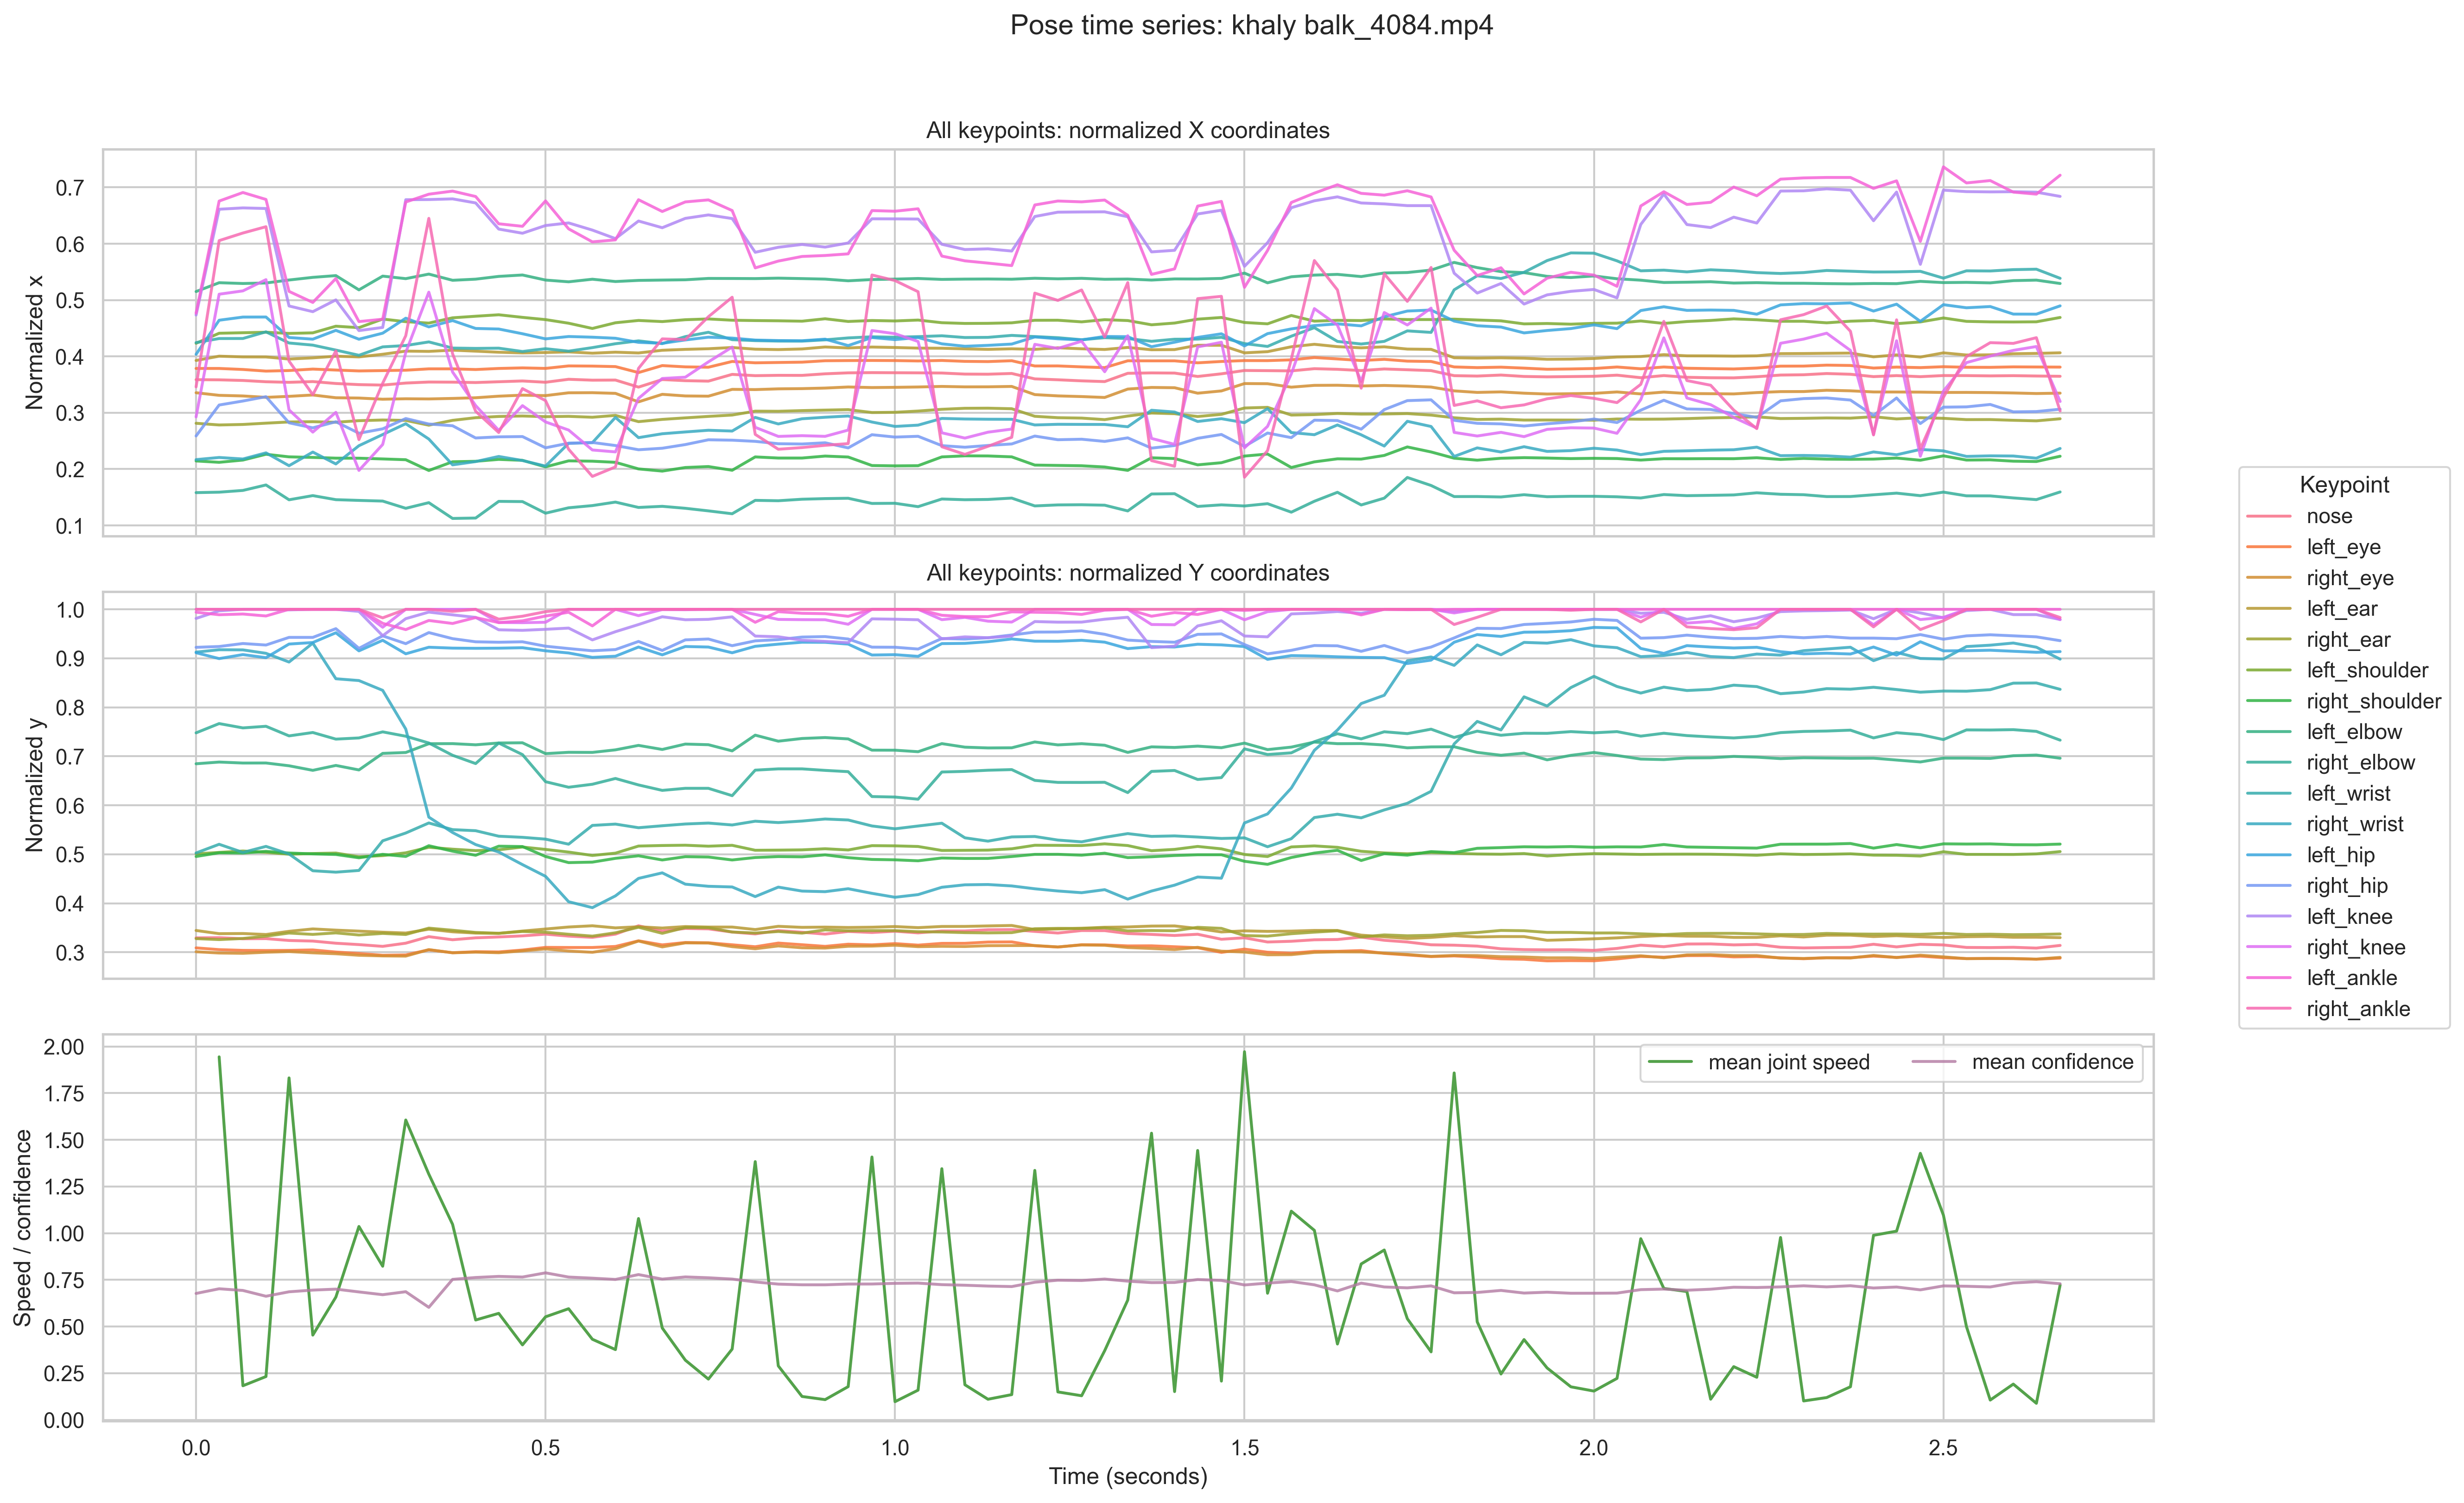 Pose time series: khaly balk_4084.mp4
All keypoints: normalized X coordinates
Normalized x
0.7
0.6
0.5
0.4
0.3
0.2
0.1
All keypoints: normalized Y coordinates
Normalized y
1.0
0.9
0.8
0.7
0.6
0.5
0.4
0.3
Keypoint
nose
left_eye
right_eye
left_ear
right_ear
left_shoulder
right_shoulder
left_elbow
right_elbow
left_wrist
right_wrist
left_hip
right_hip
left_knee
right_knee
left_ankle
right_ankle
Speed / confidence
2.00
1.75
1.50
1.25
1.00
0.75
0.50
0.25
0.00
mean joint speed mean confidence
0.0 0.5 1.0 1.5 2.0 2.5
Time (seconds)